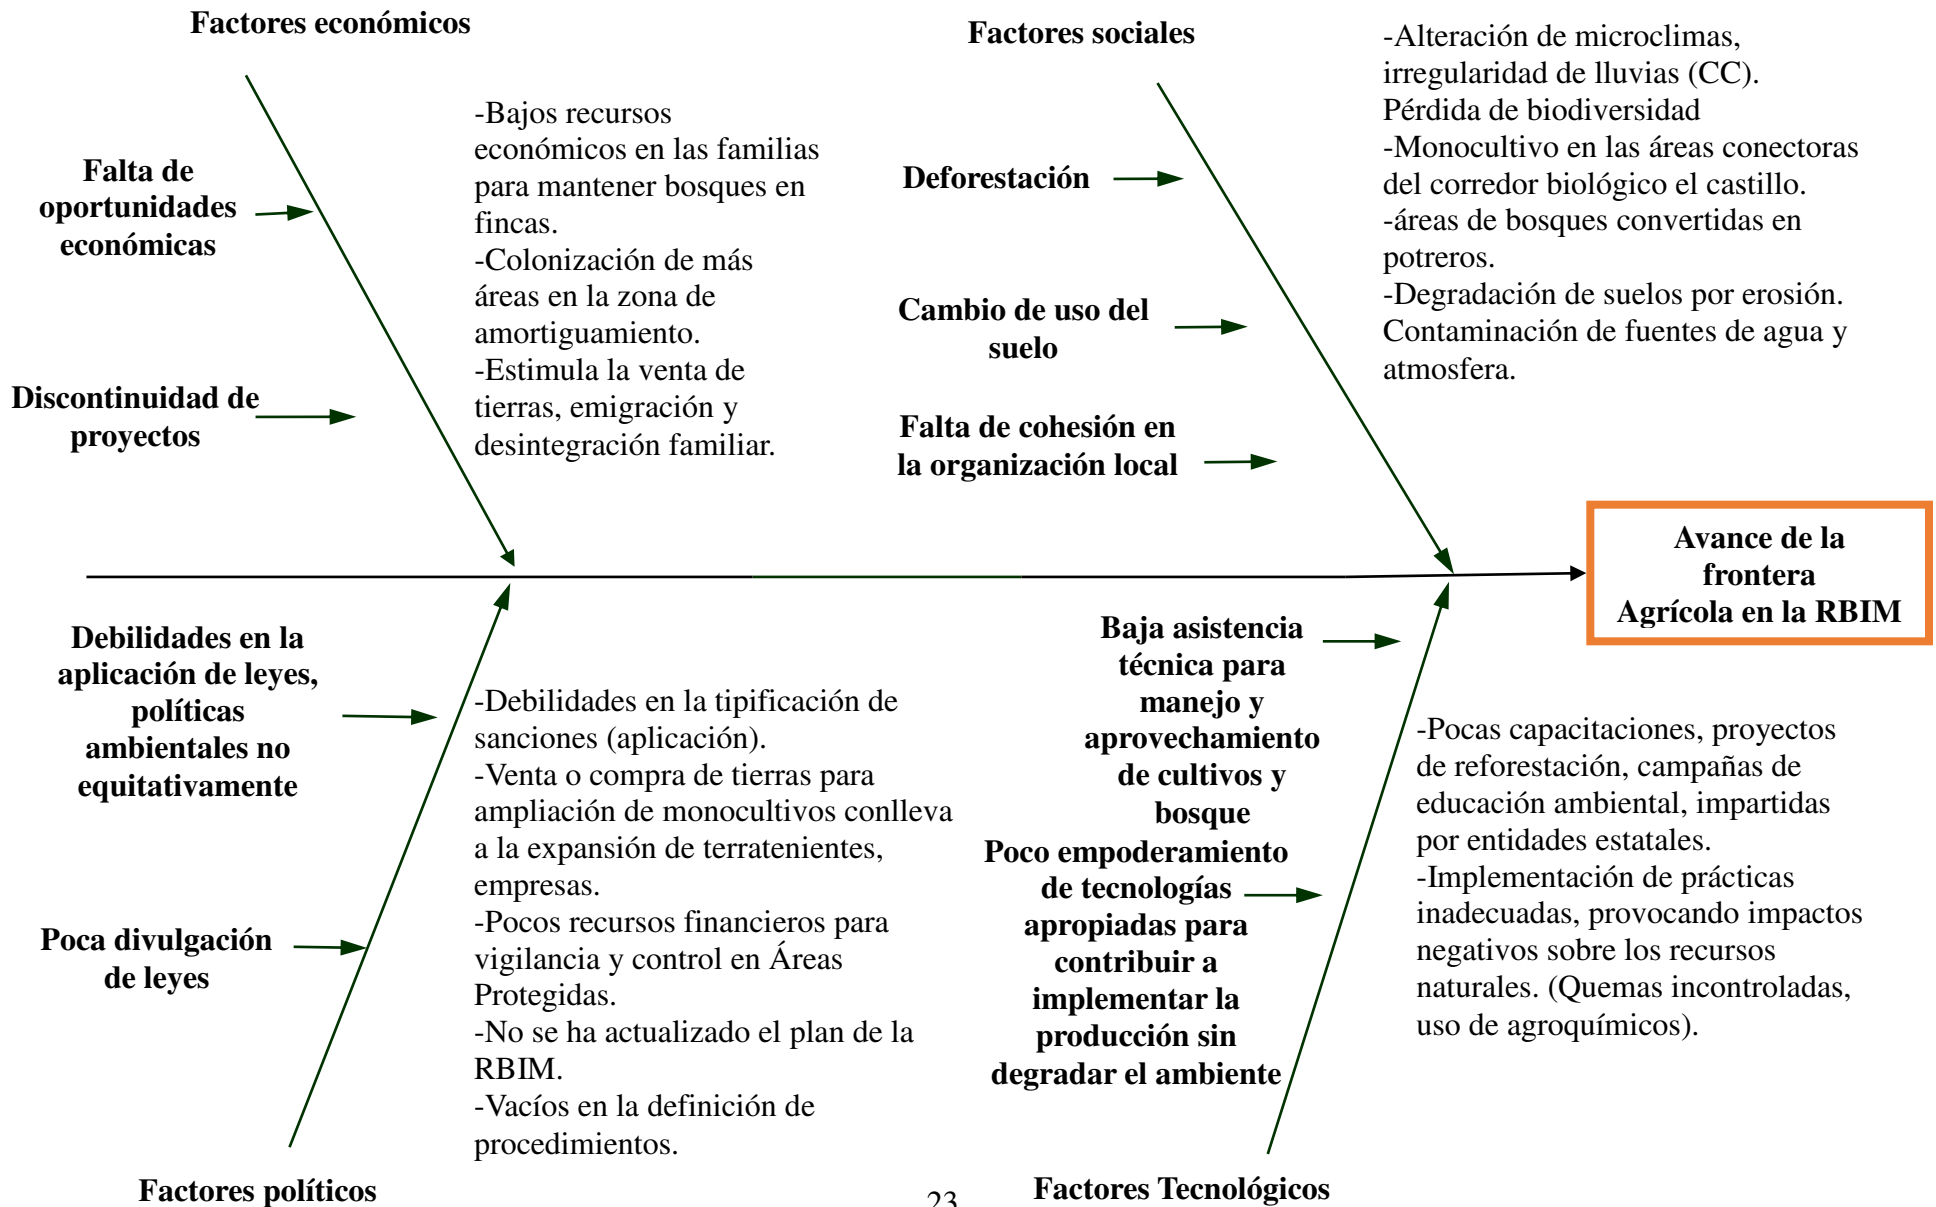 Factores económicos
Falta de
oportunidades
económicas
Discontinuidad de
proyectos
-Bajos recursos
económicos en las familias
para mantener bosques en
fincas.
-Colonización de más
áreas en la zona de
amortiguamiento.
-Estimula la venta de
tierras, emigración y
desintegración familiar.
Factores sociales
Deforestación
Cambio de uso del
suelo
Falta de cohesión en
la organización local
-Alteración de microclimas,
irregularidad de lluvias (CC).
Pérdida de biodiversidad
-Monocultivo en las áreas conectoras
del corredor biológico el castillo.
-áreas de bosques convertidas en
potreros.
-Degradación de suelos por erosión.
Contaminación de fuentes de agua y
atmosfera.
Avance de la
frontera
Agrícola en la RBIM
Debilidades en la
aplicación de leyes,
políticas
ambientales no
equitativamente
Poca divulgación
de leyes
-Debilidades en la tipificación de
sanciones (aplicación).
-Venta o compra de tierras para
ampliación de monocultivos conlleva
a la expansión de terratenientes,
empresas.
-Pocos recursos financieros para
vigilancia y control en Áreas
Protegidas.
-No se ha actualizado el plan de la
RBIM.
-Vacíos en la definición de
procedimientos.
Factores políticos
Baja asistencia
técnica para
manejo y
aprovechamiento
de cultivos y
bosque
Poco empoderamiento
de tecnologías
apropiadas para
contribuir a
implementar la
producción sin
degradar el ambiente
-Pocas capacitaciones, proyectos
de reforestación, campañas de
educación ambiental, impartidas
por entidades estatales.
-Implementación de prácticas
inadecuadas, provocando impactos
negativos sobre los recursos
naturales. (Quemas incontroladas,
uso de agroquímicos).
Factores Tecnológicos
23